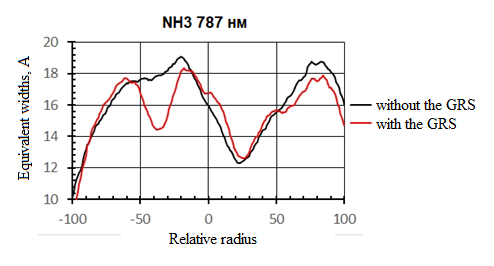 NH3 787 нм
Equivalent widths, A
20
18
16
14
12
10
-100
-50
0
50
100
Relative radius
without the GRS
with the GRS